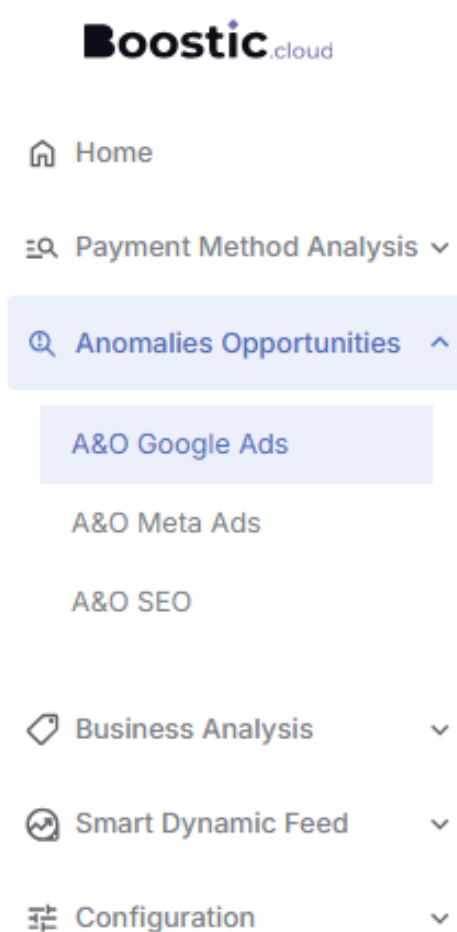 Boostic.cloud
Home
Payment Method Analysis
Anomalies Opportunities
A&O Google Ads
A&O Meta Ads
A&O SEO
Business Analysis
Smart Dynamic Feed
Configuration